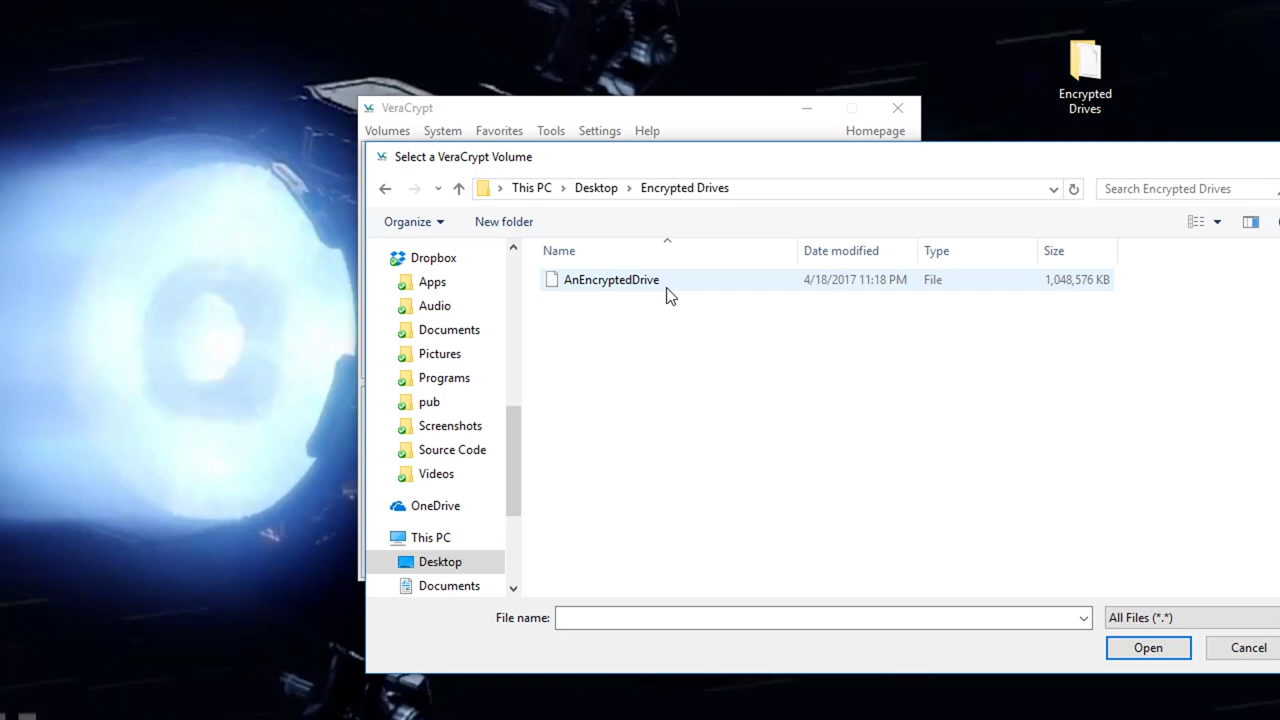 Encrypted
Drives
VeraCrypt
Volumes System Favorites Tools Settings Help Homepage
Select a VeraCrypt Volume
This PC Desktop Encrypted Drives Search Encrypted Drives
Organize New folder
Name Date modified Type Size
AnEncryptedDrive 4/18/2017 11:18 PM File 1,048,576 KB
Dropbox
Apps
Audio
Documents
Pictures
Programs
pub
Screenshots
Source Code
Videos
OneDrive
This PC
Desktop
Documents
File name: All Files (*.*)
Open Cancel